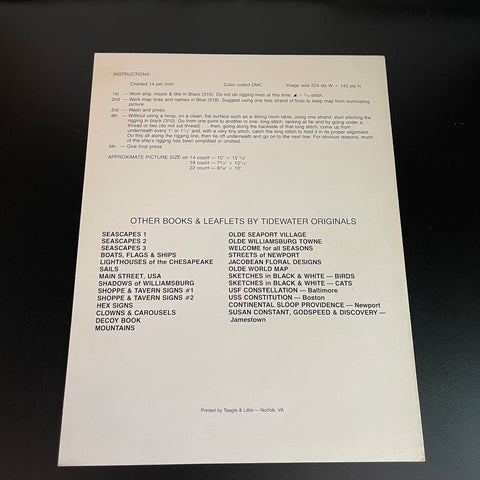 INSTRUCTIONS:
Charted 14 per inch Color coded DMC Image size 204 sts W × 145 sts H
1st — Work ship, masts & title in Black (310). Do not do rigging lines at this time. stitch.
2nd — Work map lines and names in Blue (518). Suggest using one less strand of floss to keep map from dominating
picture.
3rd — Wash and press.
4th — Without using a hoop, on a clean, flat surface such as a dining room table, using one strand, start stitching the
rigging in black (310). Go from one point to another in one, long stitch, tacking at far end by going under a
thread or two (do not cut thread) ... then, going along the backside of that long stitch, come up from
underneath every 1" or 1¼" and, with a very tiny stitch, catch the long stitch to hold it in its proper alignment.
Do this all along the rigging line, then tie off underneath and go on to the next line. For obvious reasons, much
of the ship's rigging has been simplified or omitted.
5th — Give final press.
APPROXIMATE PICTURE SIZE on 14 count — 10" × 15
18 count — 7¾" × 12¼"
22 count — 6½" × 10"
OTHER BOOKS & LEAFLETS BY TIDEWATER ORIGINALS
SEASCAPES 1
SEASCAPES 2
SEASCAPES 3
BOATS, FLAGS & SHIPS
LIGHTHOUSES of the CHESAPEAKE
SAILS
MAIN STREET, USA
SHADOWS of WILLIAMSBURG
SHOPPE & TAVERN SIGNS #1
SHOPPE & TAVERN SIGNS #2
HEX SIGNS
CLOWNS & CAROUSELS
DECOY BOOK
MOUNTAINS
OLDE SEAPORT VILLAGE
OLDE WILLIAMSBURG TOWNE
WELCOME for all SEASONS
STREETS of NEWPORT
JACOBEAN FLORAL DESIGNS
OLDE WORLD MAP
SKETCHES in BLACK & WHITE — BIRDS
SKETCHES in BLACK & WHITE — CATS
USF CONSTELLATION — Baltimore
USS CONSTITUTION — Boston
CONTINENTAL SLOOP PROVIDENCE — Newport
SUSAN CONSTANT, GODSPEED & DISCOVERY —
Jamestown
Printed by Teagle & Little — Norfolk, VA